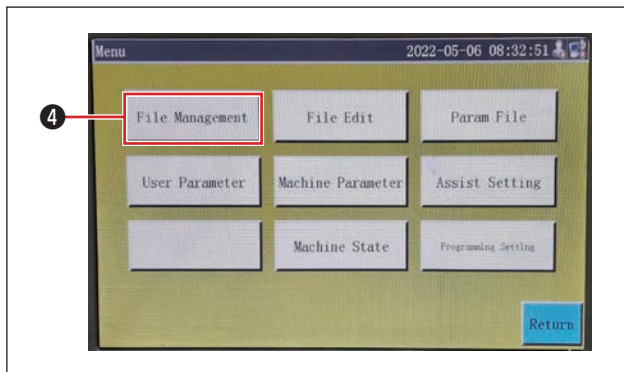 Menu 2022-05-06 08:32:51
❹ File Management File Edit Param File
User Parameter Machine Parameter Assist Setting
Machine State Programming Setting
Return